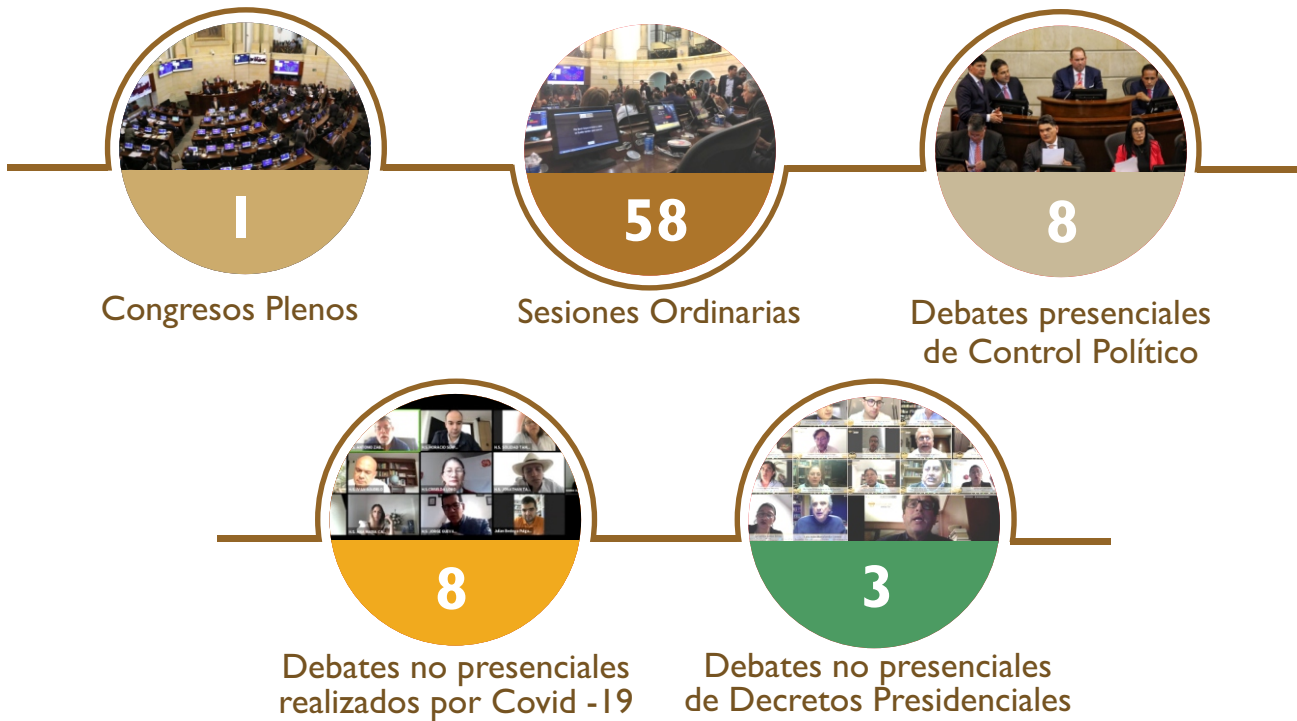 1
58
8
Congresos Plenos
Sesiones Ordinarias
Debates presenciales
de Control Político
8
3
Debates no presenciales
realizados por Covid -19
Debates no presenciales
de Decretos Presidenciales